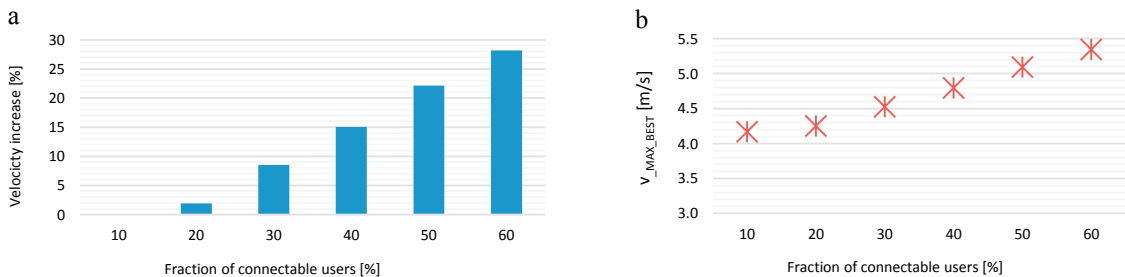 a
30
25
20
15
10
5
0
Velocicty increase [%]
10 20 30 40 50 60
Fraction of connectable users [%]
b
5.5
5.0
4.5
4.0
3.5
3.0
v_MAX_BEST [m/s]
10 20 30 40 50 60
Fraction of connectable users [%]